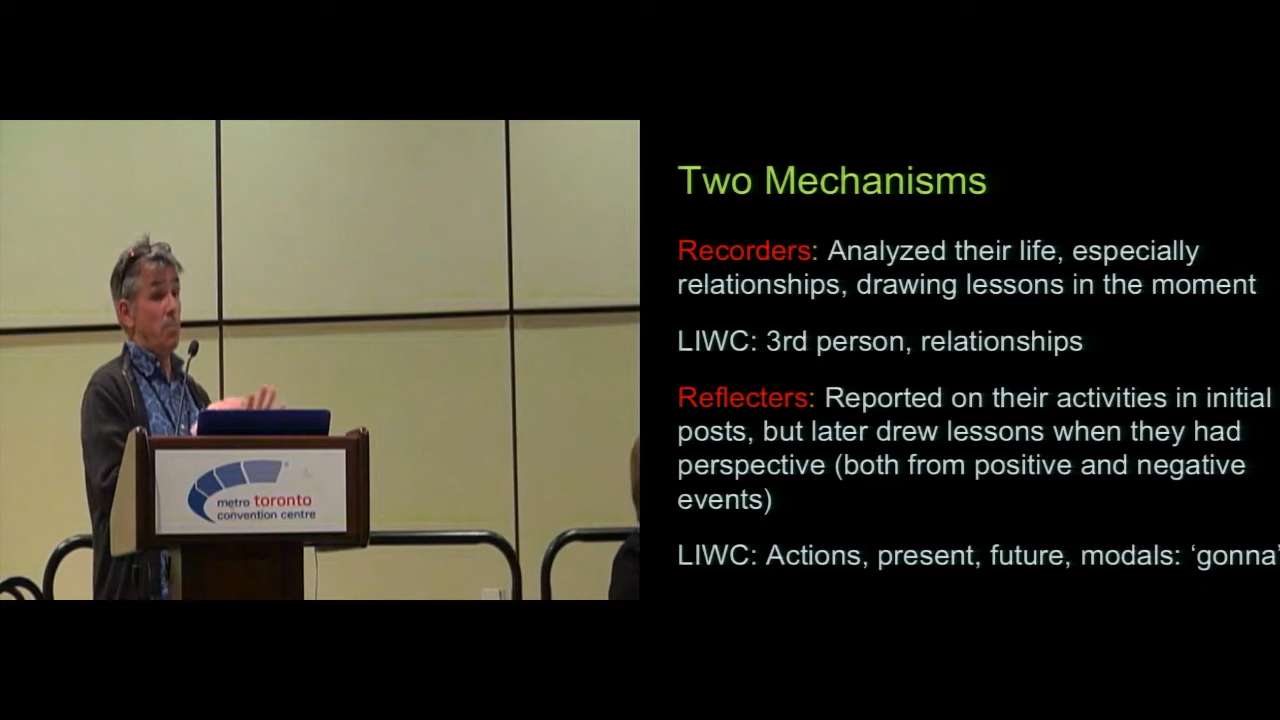 Two Mechanisms
Recorders: Analyzed their life, especially
relationships, drawing lessons in the moment
LIWC: 3rd person, relationships
Reflecters: Reported on their activities in initial
posts, but later drew lessons when they had
perspective (both from positive and negative
events)
LIWC: Actions, present, future, modals: ‘gonna’
metro toronto
convention centre